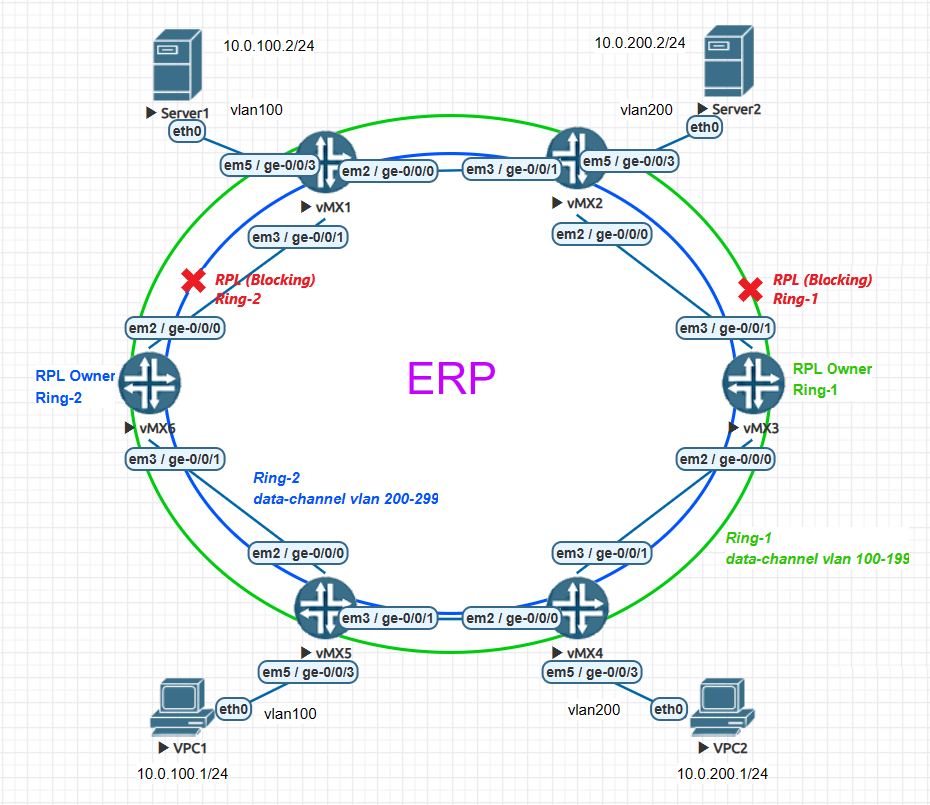 10.0.100.2/24
10.0.200.2/24
Server1
vlan100
vlan200
Server2
eth0
eth0
em5 / ge-0/0/3
em2 / ge-0/0/0
em3 / ge-0/0/1
em5 / ge-0/0/3
vMX1
vMX2
em3 / ge-0/0/1
em2 / ge-0/0/0
RPL (Blocking)
Ring-2
RPL (Blocking)
Ring-1
em2 / ge-0/0/0
em3 / ge-0/0/1
RPL Owner
Ring-2
ERP
RPL Owner
Ring-1
vMX6
vMX3
em3 / ge-0/0/1
em2 / ge-0/0/0
Ring-2
data-channel vlan 200-299
Ring-1
data-channel vlan 100-199
em2 / ge-0/0/0
em3 / ge-0/0/1
em3 / ge-0/0/1
em2 / ge-0/0/0
vMX5
vMX4
em5 / ge-0/0/3
em5 / ge-0/0/3
eth0
vlan100
vlan200
eth0
VPC1
VPC2
10.0.100.1/24
10.0.200.1/24